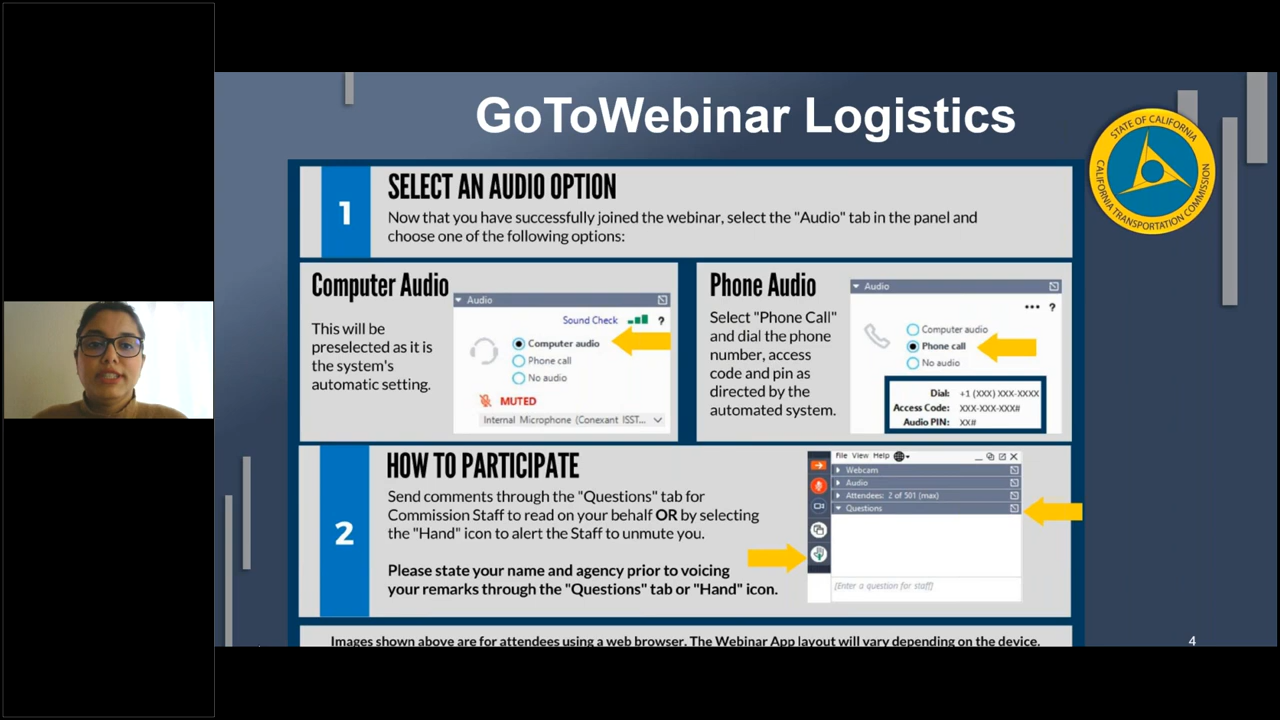 GoToWebinar Logistics
STATE OF CALIFORNIA
CALIFORNIA TRANSPORTATION COMMISSION
1
SELECT AN AUDIO OPTION
Now that you have successfully joined the webinar, select the "Audio" tab in the panel and
choose one of the following options:
Computer Audio
This will be
preselected as it is
the system's
automatic setting.
Audio
Sound Check ?
Computer audio
Phone call
No audio
MUTED
Internal Microphone (Conexant ISST...
Phone Audio
Select "Phone Call"
and dial the phone
number, access
code and pin as
directed by the
automated system.
Audio
••• ?
Computer audio
Phone call
No audio
Dial: +1 (XXX) XXX-XXXX
Access Code: XXX-XXX-XXX#
Audio PIN: XX#
2
HOW TO PARTICIPATE
Send comments through the "Questions" tab for
Commission Staff to read on your behalf OR by selecting
the "Hand" icon to alert the Staff to unmute you.
Please state your name and agency prior to voicing
your remarks through the "Questions" tab or "Hand" icon.
File View Help
Webcam
Audio
Attendees: 2 of 501 (max)
Questions
[Enter a question for staff]
Images shown above are for attendees using a web browser. The Webinar App layout will vary depending on the device.
4